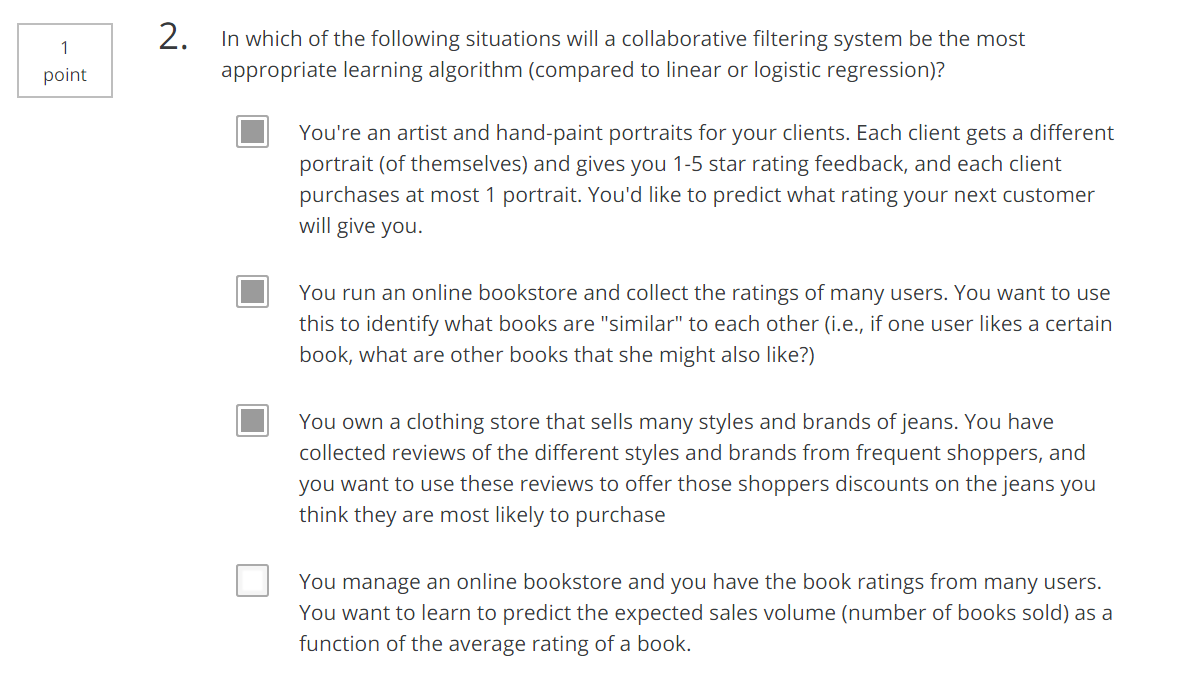 1
point
2.
In which of the following situations will a collaborative filtering system be the most
appropriate learning algorithm (compared to linear or logistic regression)?
You're an artist and hand-paint portraits for your clients. Each client gets a different
portrait (of themselves) and gives you 1-5 star rating feedback, and each client
purchases at most 1 portrait. You'd like to predict what rating your next customer
will give you.
You run an online bookstore and collect the ratings of many users. You want to use
this to identify what books are "similar" to each other (i.e., if one user likes a certain
book, what are other books that she might also like?)
You own a clothing store that sells many styles and brands of jeans. You have
collected reviews of the different styles and brands from frequent shoppers, and
you want to use these reviews to offer those shoppers discounts on the jeans you
think they are most likely to purchase
You manage an online bookstore and you have the book ratings from many users.
You want to learn to predict the expected sales volume (number of books sold) as a
function of the average rating of a book.